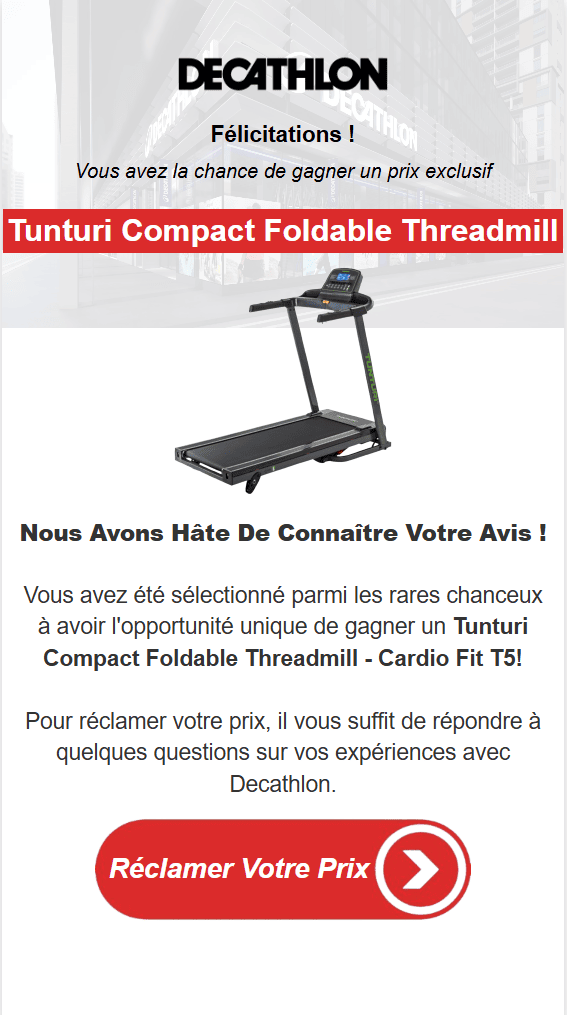 DECATHLON
DECATHLON
Félicitations !
Vous avez la chance de gagner un prix exclusif
Tunturi Compact Foldable Threadmill
TUNTURI
Nous Avons Hâte De Connaître Votre Avis !
Vous avez été sélectionné parmi les rares chanceux
à avoir l'opportunité unique de gagner un Tunturi
Compact Foldable Threadmill - Cardio Fit T5!
Pour réclamer votre prix, il vous suffit de répondre à
quelques questions sur vos expériences avec
Decathlon.
Réclamer Votre Prix